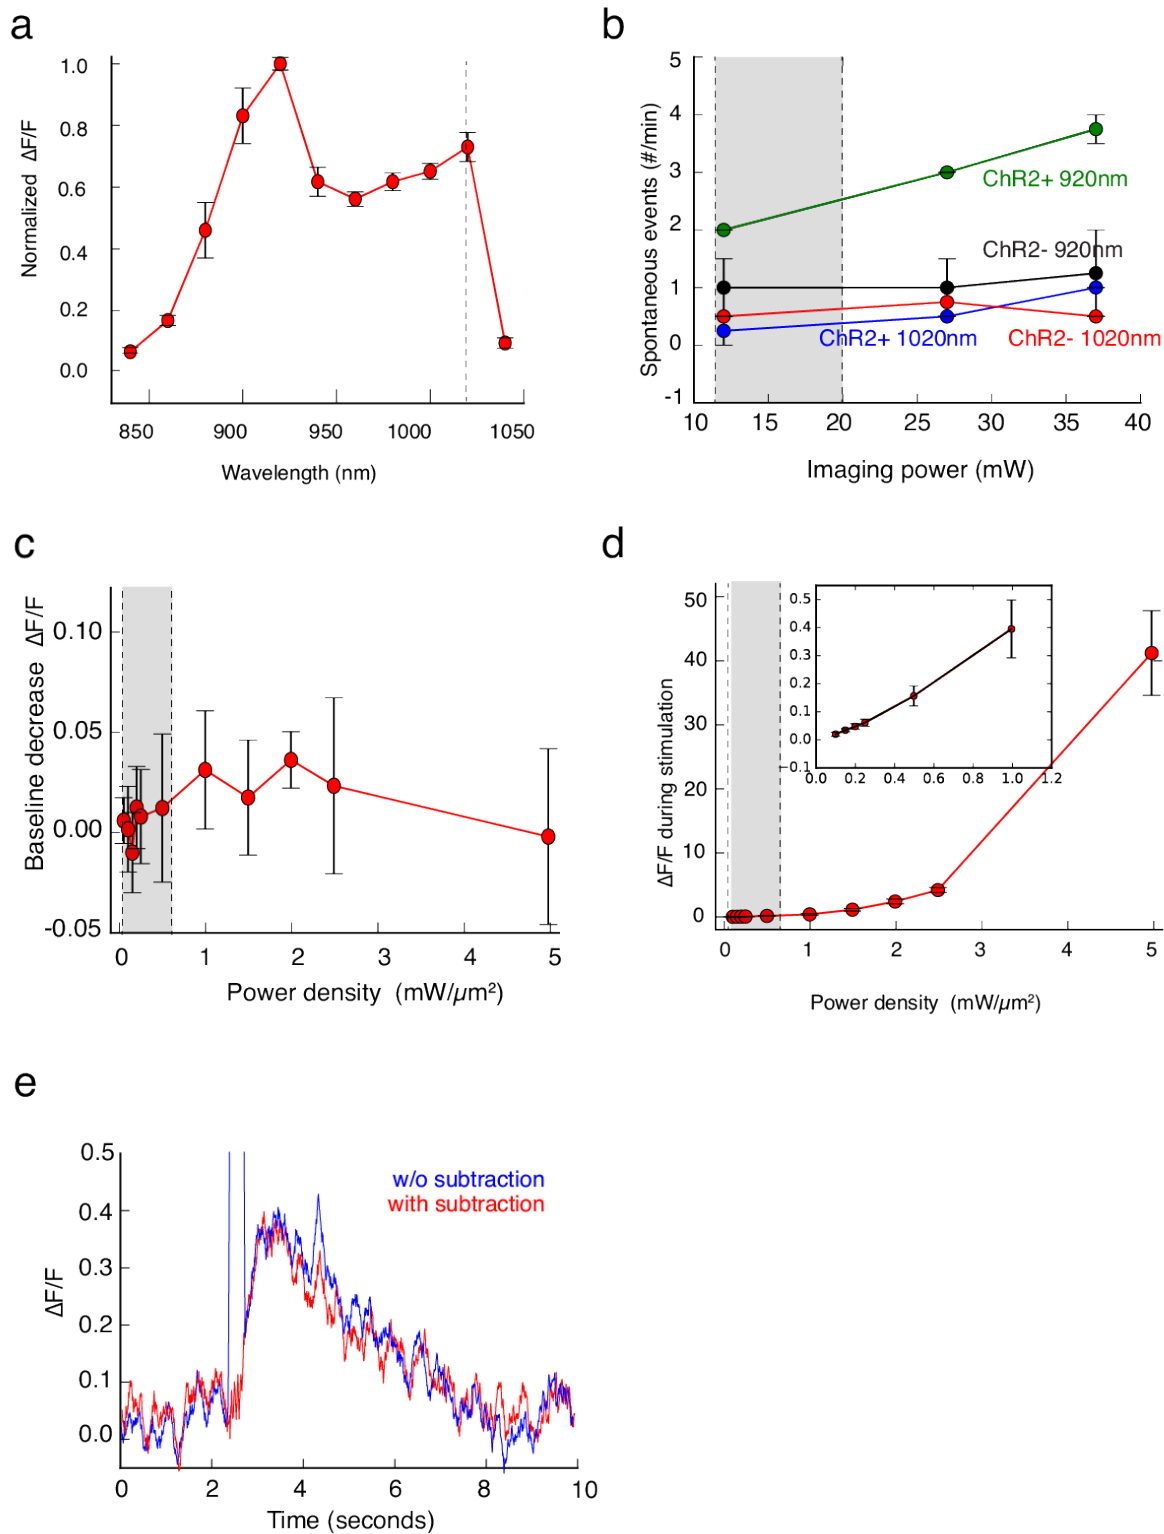 a
1.0
0.8
0.6
0.4
0.2
0.0
Normalized ΔF/F
850 900 950 1000 1050
Wavelength (nm)
b
5
4
3
2
1
0
-1
Spontaneous events (#/min)
ChR2+ 920nm
ChR2- 920nm
ChR2+ 1020nm
ChR2- 1020nm
10 15 20 25 30 35 40
Imaging power (mW)
c
0.10
0.05
0.00
-0.05
Baseline decrease ΔF/F
0 1 2 3 4 5
Power density (mW/µm²)
d
50
40
30
20
10
0
ΔF/F during stimulation
0.5
0.4
0.3
0.2
0.1
0.0
−0.1
0.0 0.2 0.4 0.6 0.8 1.0 1.2
0 1 2 3 4 5
Power density (mW/µm²)
e
0.5
0.4
0.3
0.2
0.1
0.0
ΔF/F
w/o subtraction
with subtraction
0 2 4 6 8 10
Time (seconds)